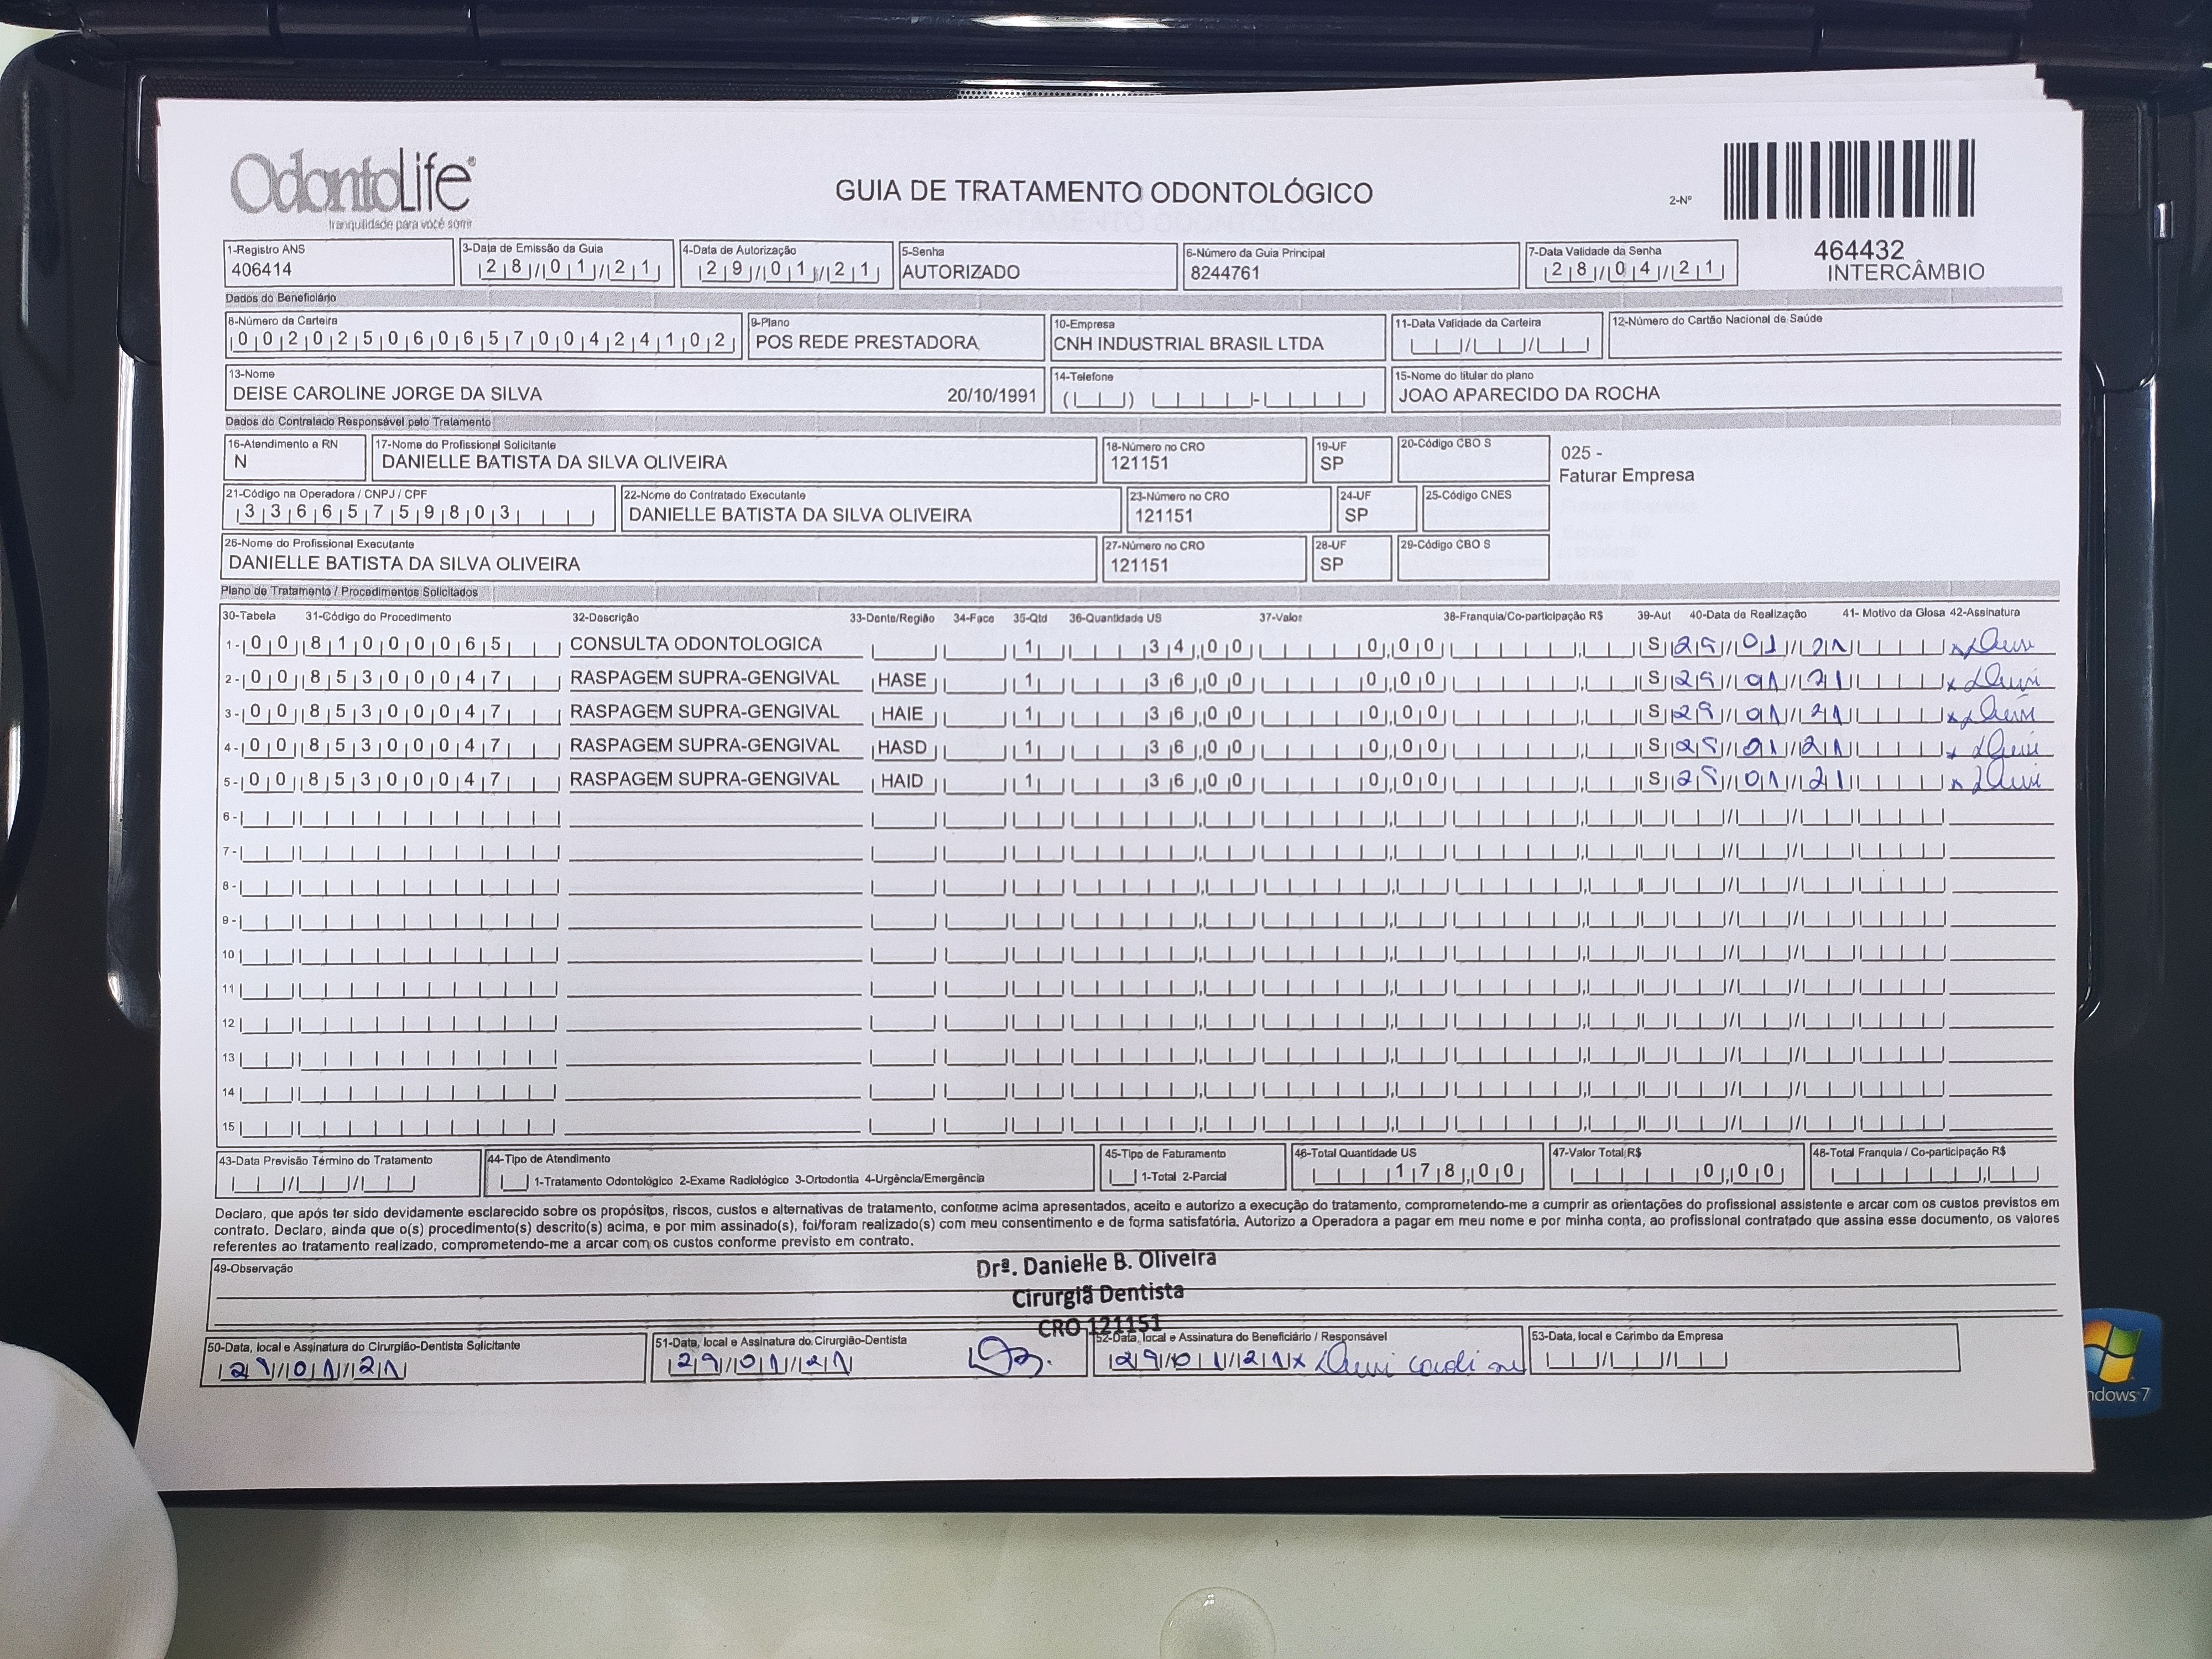 OdontoLife®
tranquilidade para você sorrir
GUIA DE TRATAMENTO ODONTOLÓGICO
2-Nº
464432
INTERCÂMBIO
1-Registro ANS
406414
3-Data de Emissão da Guia
28/01/21
4-Data de Autorização
29/01/21
5-Senha
AUTORIZADO
6-Número da Guia Principal
8244761
7-Data Validade da Senha
28/04/21
Dados do Beneficiário
8-Número da Carteira
00202506065700424102
9-Plano
POS REDE PRESTADORA
10-Empresa
CNH INDUSTRIAL BRASIL LTDA
11-Data Validade da Carteira
12-Número do Cartão Nacional de Saúde
13-Nome
DEISE CAROLINE JORGE DA SILVA 20/10/1991
14-Telefone
15-Nome do titular do plano
JOAO APARECIDO DA ROCHA
Dados do Contratado Responsável pelo Tratamento
16-Atendimento a RN
N
17-Nome do Profissional Solicitante
DANIELLE BATISTA DA SILVA OLIVEIRA
18-Número no CRO
121151
19-UF
SP
20-Código CBO S
025 -
Faturar Empresa
21-Código na Operadora / CNPJ / CPF
33665759803
22-Nome do Contratado Executante
DANIELLE BATISTA DA SILVA OLIVEIRA
23-Número no CRO
121151
24-UF
SP
25-Código CNES
26-Nome do Profissional Executante
DANIELLE BATISTA DA SILVA OLIVEIRA
27-Número no CRO
121151
28-UF
SP
29-Código CBO S
Plano de Tratamento / Procedimentos Solicitados
30-Tabela 31-Código do Procedimento 32-Descrição 33-Dente/Região 34-Face 35-Qtd 36-Quantidade US 37-Valor 38-Franquia/Co-participação R$ 39-Aut 40-Data de Realização 41- Motivo da Glosa 42-Assinatura
1- 00 81000065 CONSULTA ODONTOLOGICA 1 34,00 0,00 S 29/01/21
2- 00 85300047 RASPAGEM SUPRA-GENGIVAL HASE 1 36,00 0,00 S 29/01/21
3- 00 85300047 RASPAGEM SUPRA-GENGIVAL HAIE 1 36,00 0,00 S 29/01/21
4- 00 85300047 RASPAGEM SUPRA-GENGIVAL HASD 1 36,00 0,00 S 29/01/21
5- 00 85300047 RASPAGEM SUPRA-GENGIVAL HAID 1 36,00 0,00 S 29/01/21
6-
7-
8-
9-
10
11
12
13
14
15
43-Data Previsão Término do Tratamento
44-Tipo de Atendimento
1-Tratamento Odontológico 2-Exame Radiológico 3-Ortodontia 4-Urgência/Emergência
45-Tipo de Faturamento
1-Total 2-Parcial
46-Total Quantidade US
178,00
47-Valor Total R$
0,00
48-Total Franquia / Co-participação R$
Declaro, que após ter sido devidamente esclarecido sobre os propósitos, riscos, custos e alternativas de tratamento, conforme acima apresentados, aceito e autorizo a execução do tratamento, comprometendo-me a cumprir as orientações do profissional assistente e arcar com os custos previstos em
contrato. Declaro, ainda que o(s) procedimento(s) descrito(s) acima, e por mim assinado(s), foi/foram realizado(s) com meu consentimento e de forma satisfatória. Autorizo a Operadora a pagar em meu nome e por minha conta, ao profissional contratado que assina esse documento, os valores
referentes ao tratamento realizado, comprometendo-me a arcar com os custos conforme previsto em contrato.
49-Observação
Drª. Danielle B. Oliveira
Cirurgiã Dentista
CRO 121151
50-Data, local e Assinatura do Cirurgião-Dentista Solicitante
29/01/21
51-Data, local e Assinatura do Cirurgião-Dentista
29/01/21
52-Data, local e Assinatura do Beneficiário / Responsável
29/01/21
53-Data, local e Carimbo da Empresa
ndows 7